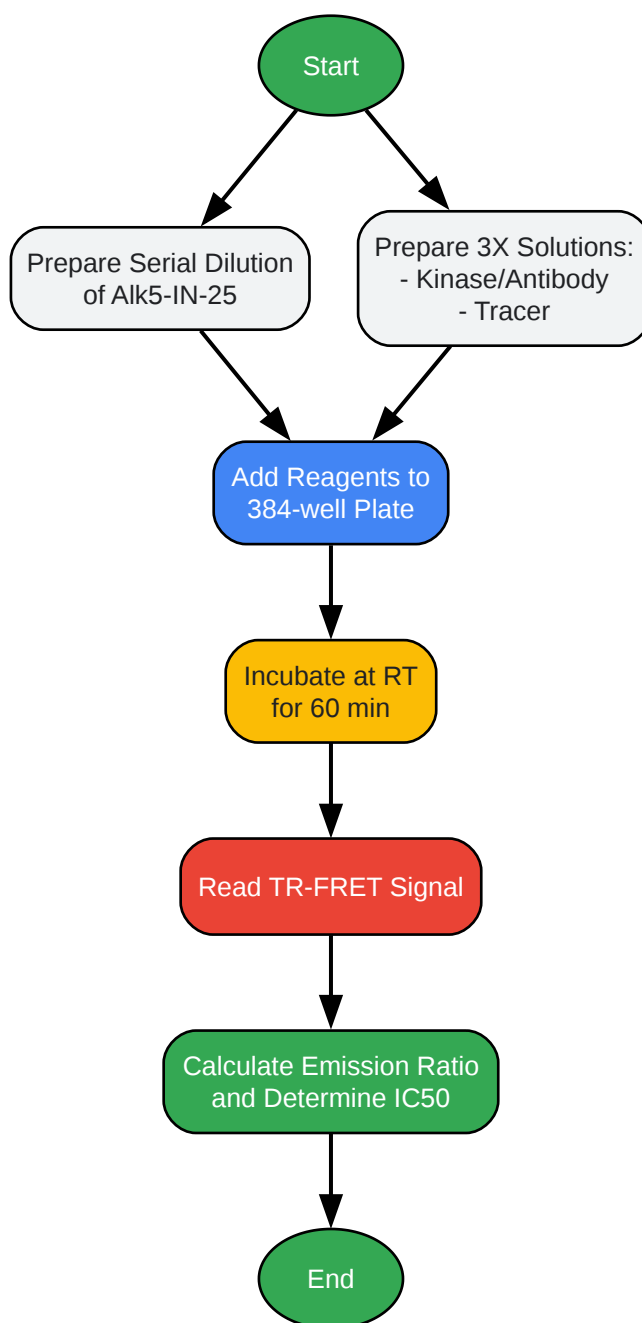 Start
Prepare Serial Dilution
of Alk5-IN-25
Prepare 3X Solutions:
- Kinase/Antibody
- Tracer
Add Reagents to
384-well Plate
Incubate at RT
for 60 min
Read TR-FRET Signal
Calculate Emission Ratio
and Determine IC50
End